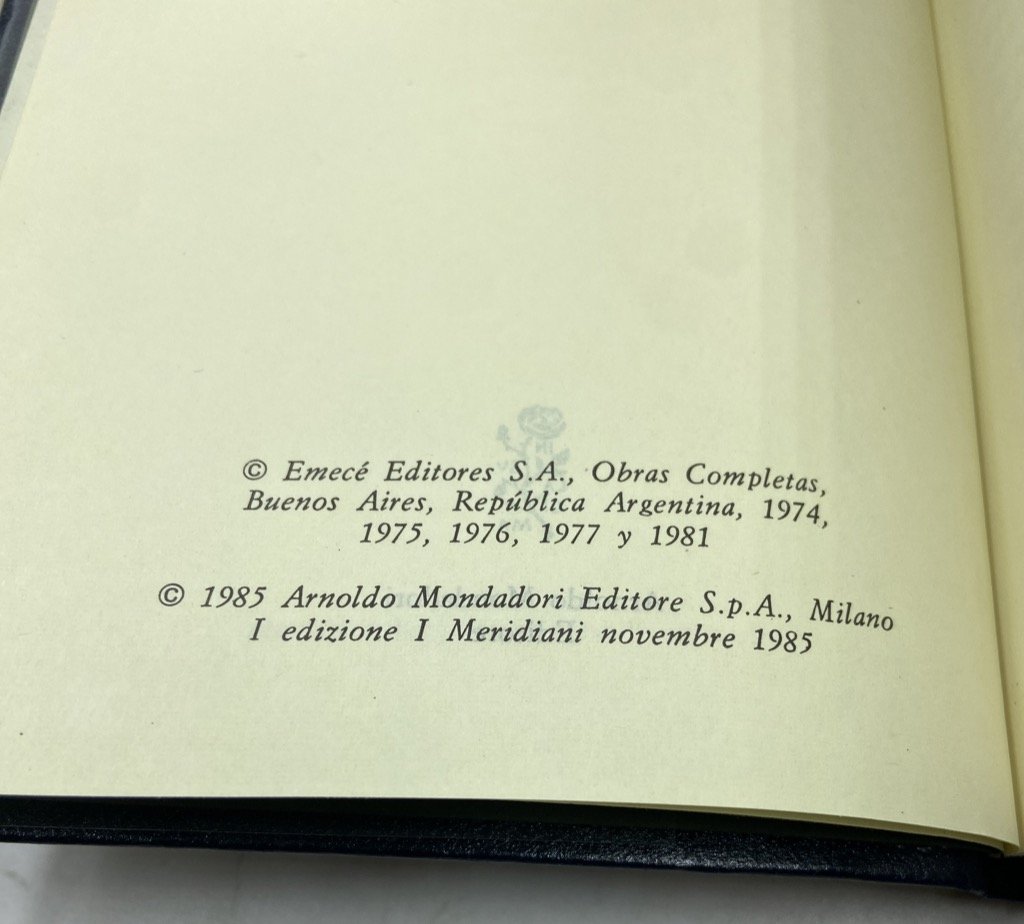 © Emecé Editores S.A., Obras Completas,
Buenos Aires, República Argentina, 1974,
1975, 1976, 1977 y 1981
© 1985 Arnoldo Mondadori Editore S.p.A., Milano
I edizione I Meridiani novembre 1985